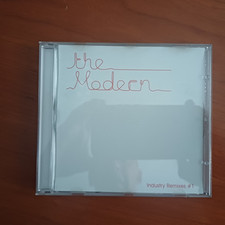 the
Modern
Industry Remixes #1